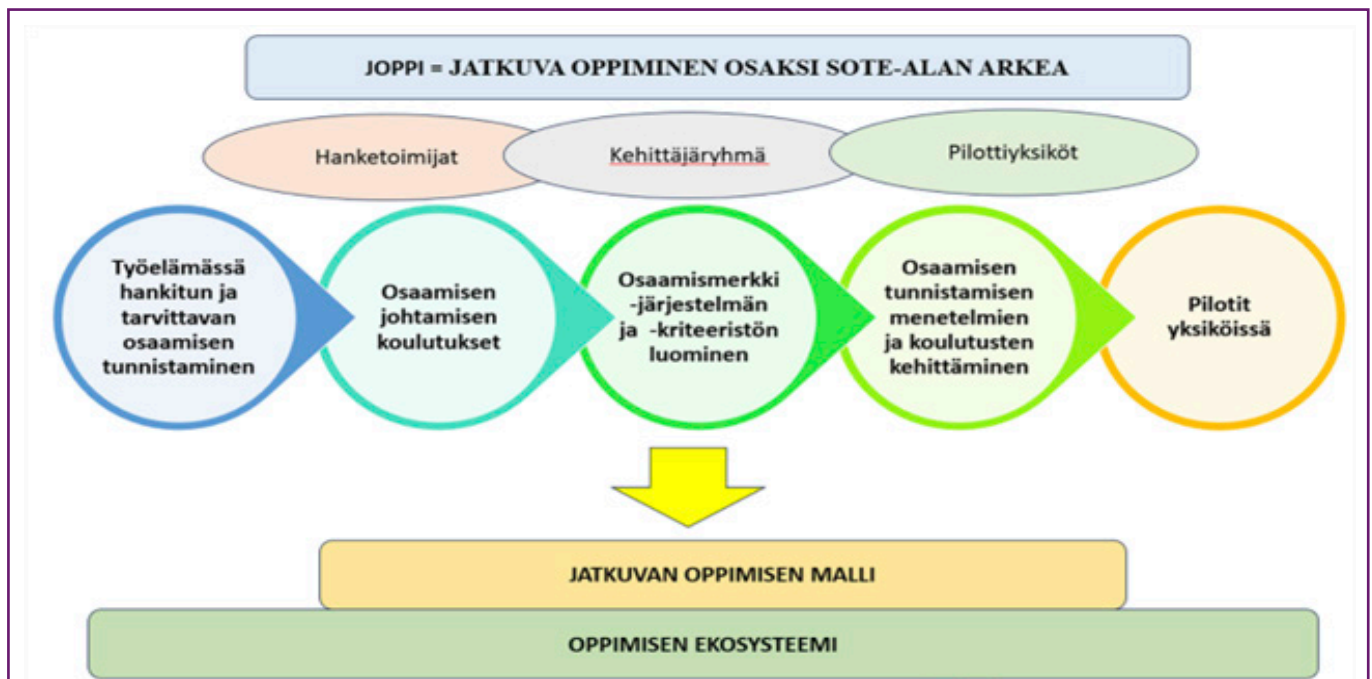 JOPPI = JATKUVA OPPIMINEN OSAKSI SOTE-ALAN ARKEA
Hanketoimijat
Kehittäjäryhmä
Pilottiyksiköt
Työelämässä
hankitun ja
tarvittavan
osaamisen
tunnistaminen
Osaamisen
johtamisen
koulutukset
Osaamismerkki
-järjestelmän
ja -kriteeristön
luominen
Osaamisen
tunnistamisen
menetelmien
ja koulutusten
kehittäminen
Pilotit
yksiköissä
JATKUVAN OPPIMISEN MALLI
OPPIMISEN EKOSYSTEEMI